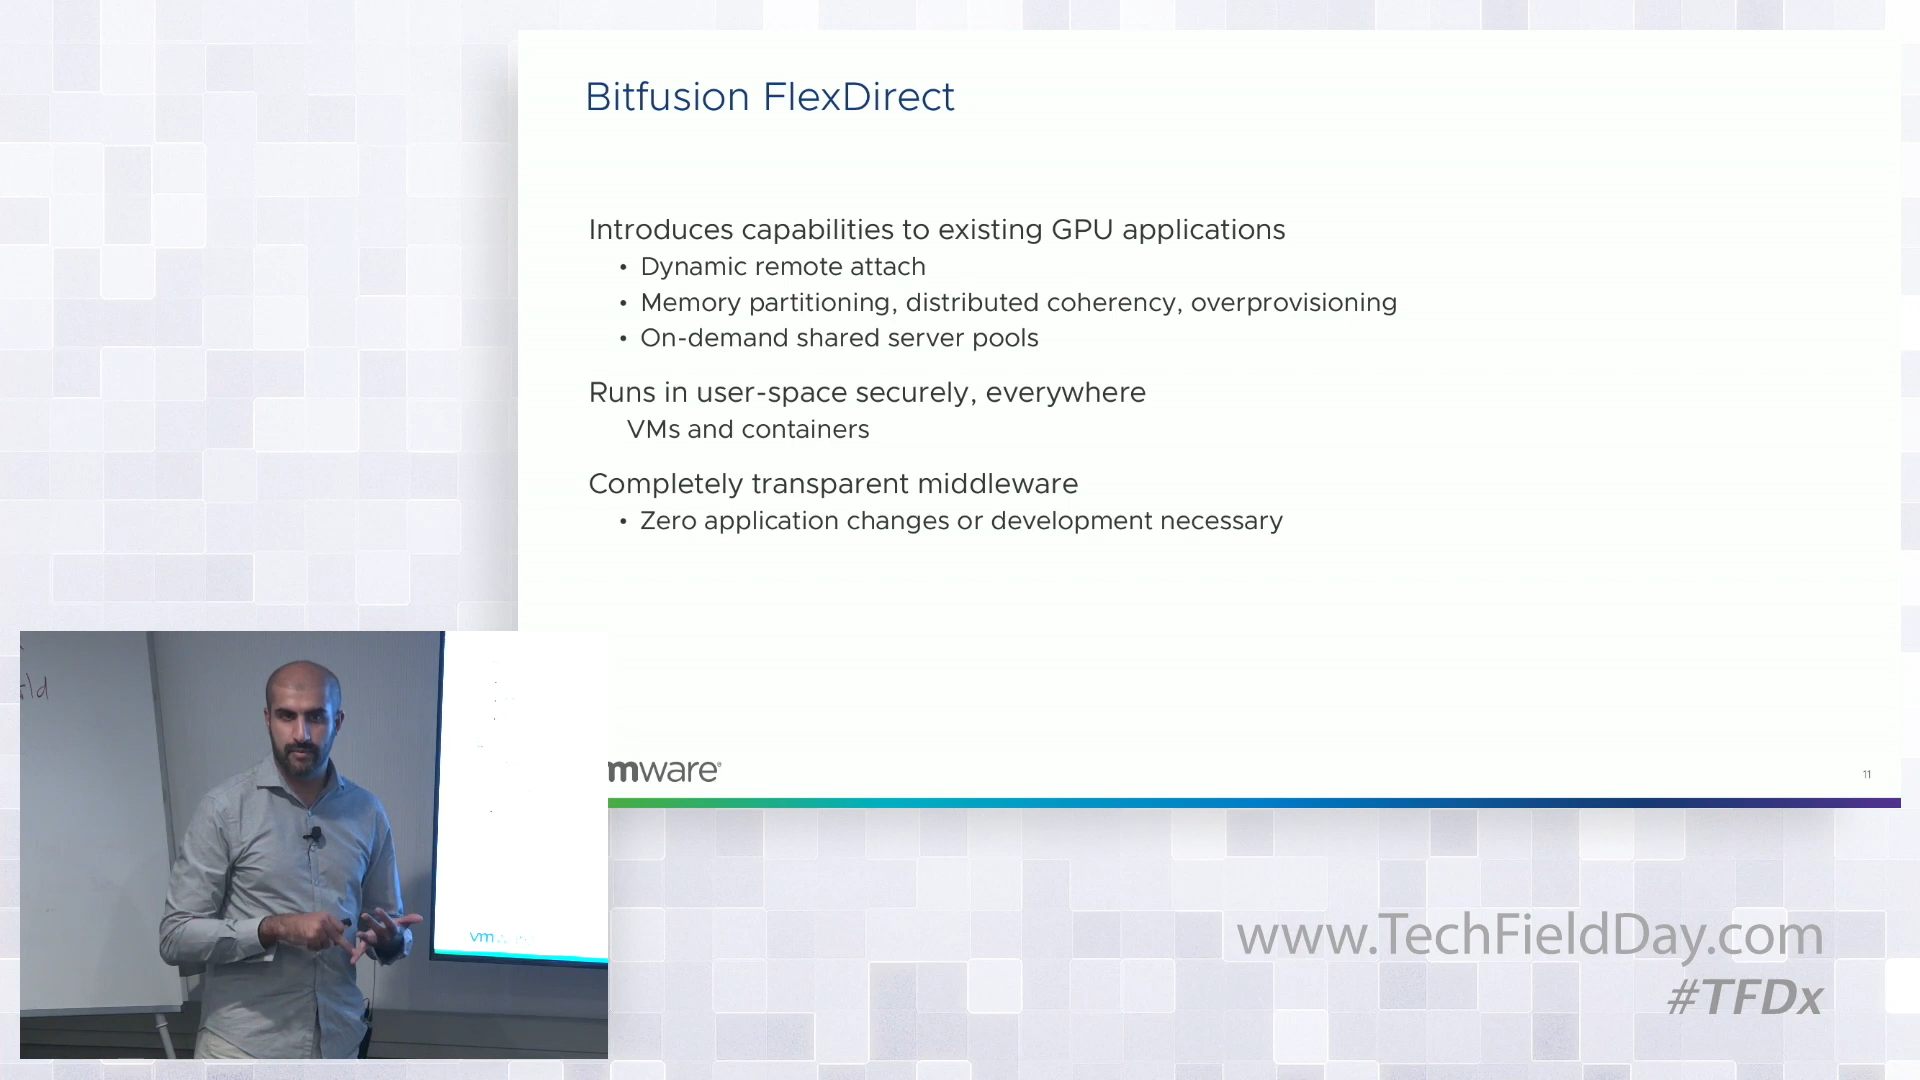 Bitfusion FlexDirect
Introduces capabilities to existing GPU applications
• Dynamic remote attach
• Memory partitioning, distributed coherency, overprovisioning
• On-demand shared server pools
Runs in user-space securely, everywhere
VMs and containers
Completely transparent middleware
• Zero application changes or development necessary
mware®
11
www.TechFieldDay.com
#TFDx
vm